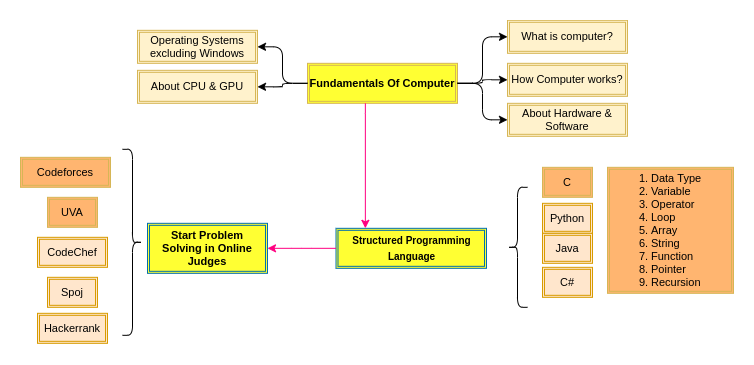 Operating Systems
excluding Windows
About CPU & GPU
Fundamentals Of Computer
What is computer?
How Computer works?
About Hardware &
Software
Codeforces
UVA
CodeChef
Spoj
Hackerrank
Start Problem
Solving in Online
Judges
Structured Programming
Language
C
Python
Java
C#
1. Data Type
2. Variable
3. Operator
4. Loop
5. Array
6. String
7. Function
8. Pointer
9. Recursion